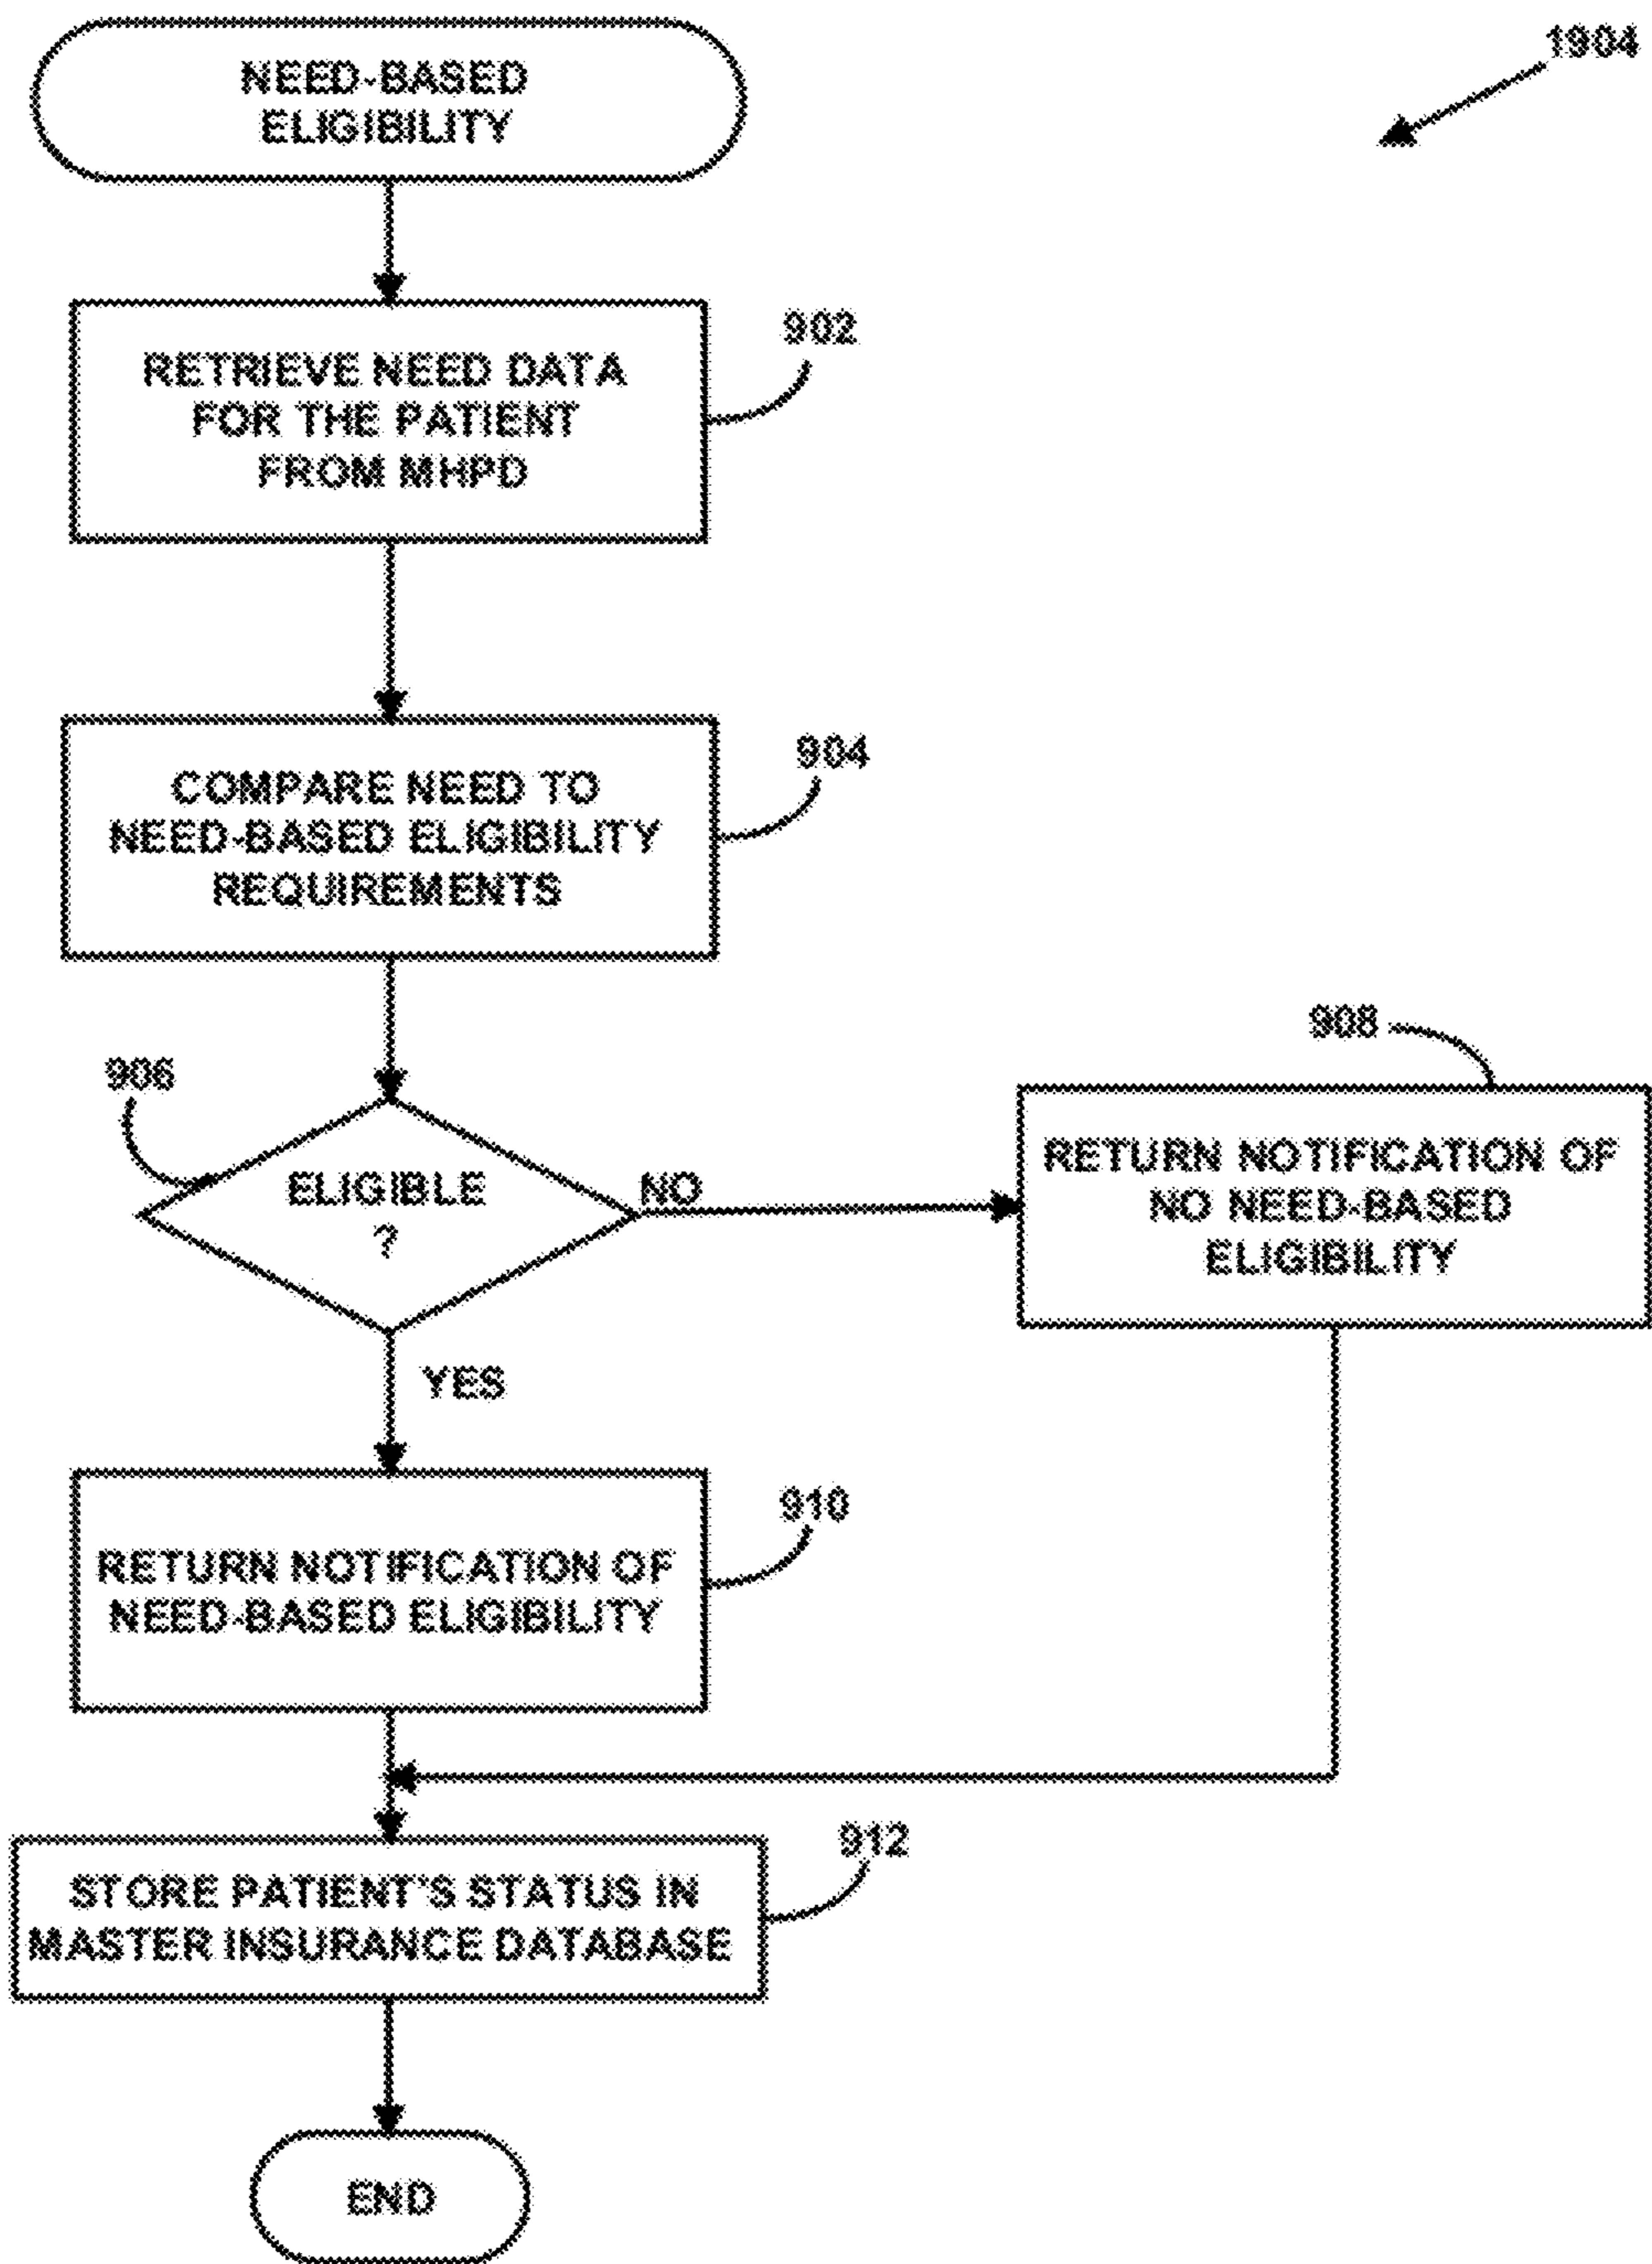 1904
NEED-BASED
ELIGIBILITY
902
RETRIEVE NEED DATA
FOR THE PATIENT
FROM MHPD
904
COMPARE NEED TO
NEED-BASED ELIGIBILITY
REQUIREMENTS
906
ELIGIBLE
?
NO
908
RETURN NOTIFICATION OF
NO NEED-BASED
ELIGIBILITY
YES
910
RETURN NOTIFICATION OF
NEED-BASED ELIGIBILITY
912
STORE PATIENT'S STATUS IN
MASTER INSURANCE DATABASE
END